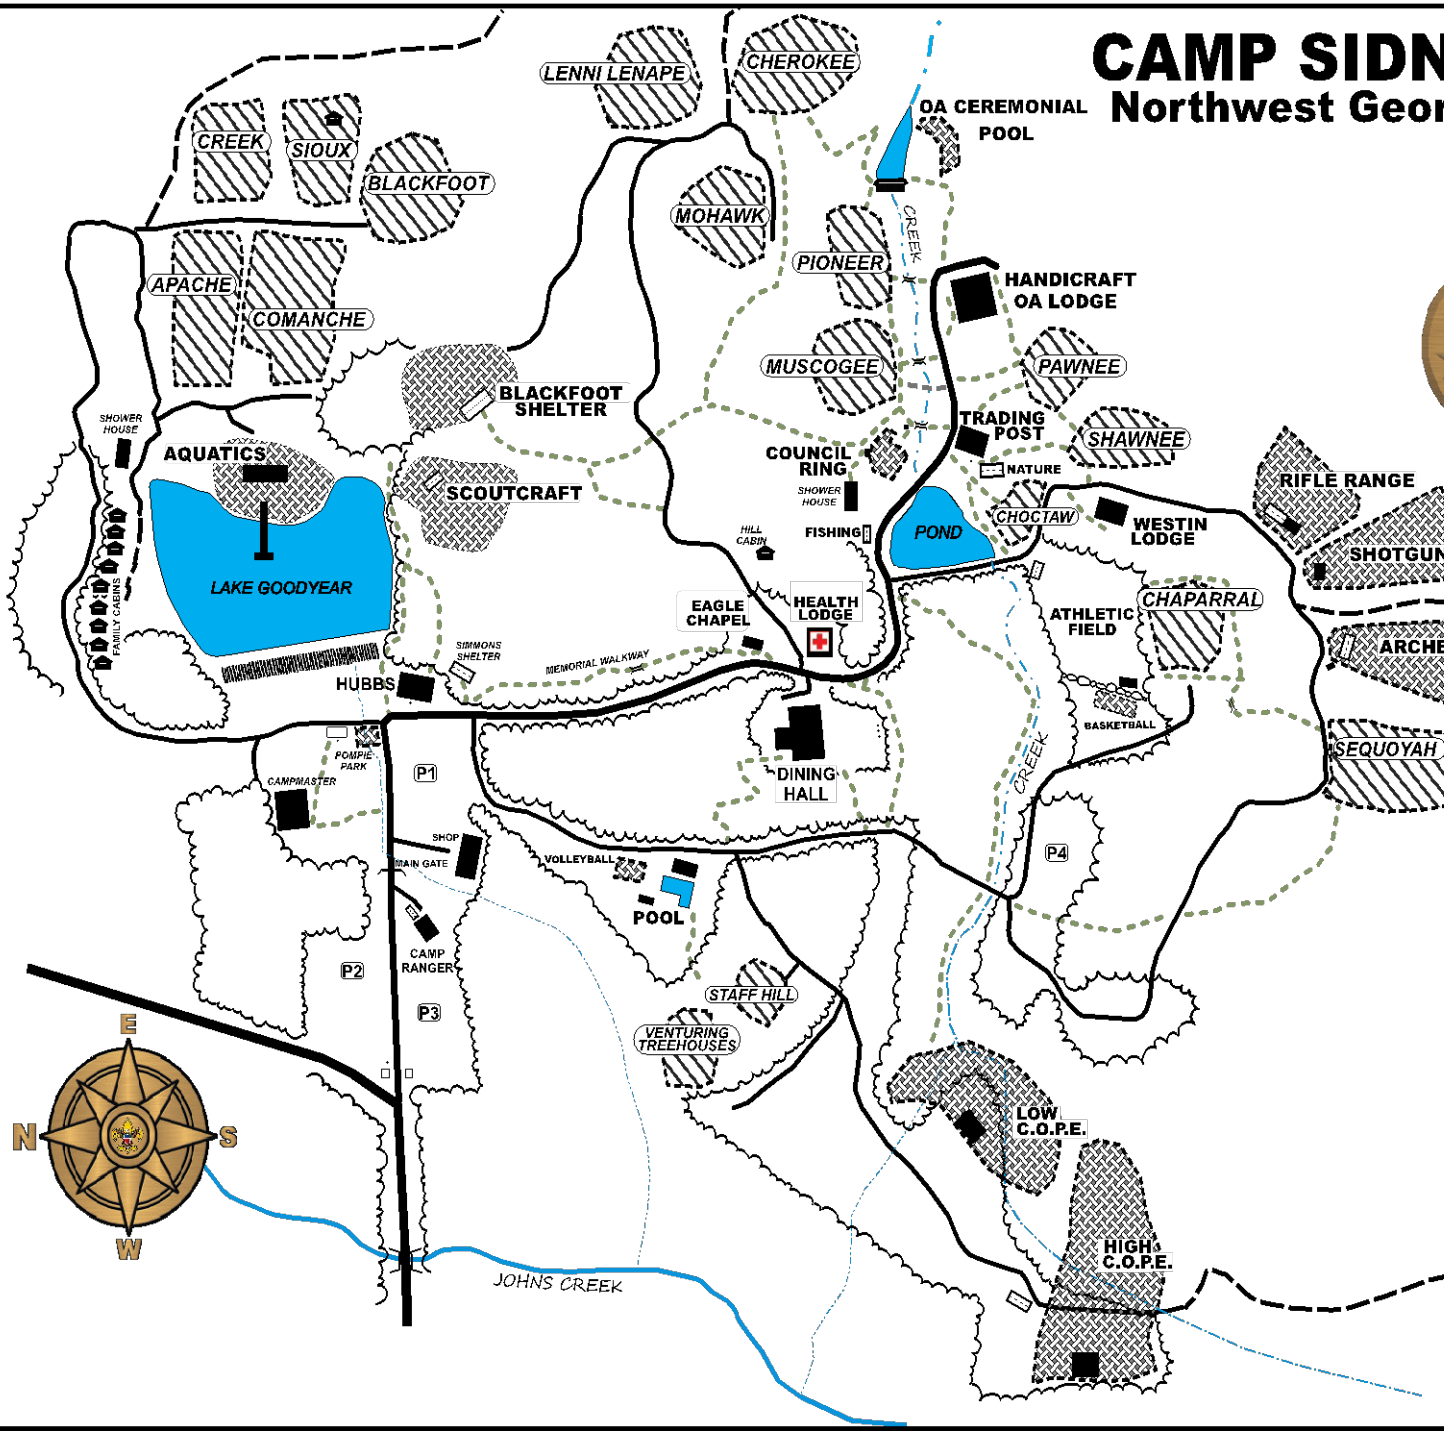 CAMP SIDN
Northwest Geor
LENNI LENAPE
CHEROKEE
OA CEREMONIAL
POOL
CREEK
SIOUX
BLACKFOOT
MOHAWK
CREEK
PIONEER
HANDICRAFT
OA LODGE
APACHE
COMANCHE
MUSCOGEE
PAWNEE
BLACKFOOT
SHELTER
SHOWER
HOUSE
TRADING
POST
SHAWNEE
AQUATICS
COUNCIL
RING
NATURE
RIFLE RANGE
SCOUTCRAFT
SHOWER
HOUSE
CHOCTAW
WESTIN
LODGE
HILL
CABIN
FISHING
POND
SHOTGUN
LAKE GOODYEAR
FAMILY CABINS
EAGLE
CHAPEL
HEALTH
LODGE
ATHLETIC
FIELD
CHAPARRAL
ARCHE
SIMMONS
SHELTER
MEMORIAL WALKWAY
HUBBS
BASKETBALL
SEQUOYAH
POMPIE
PARK
CREEK
CAMPMASTER
P1
DINING
HALL
SHOP
MAIN GATE
VOLLEYBALL
P4
POOL
CAMP
RANGER
P2
P3
STAFF HILL
VENTURING
TREEHOUSES
E
N
S
W
LOW
C.O.P.E.
HIGH
C.O.P.E.
JOHNS CREEK